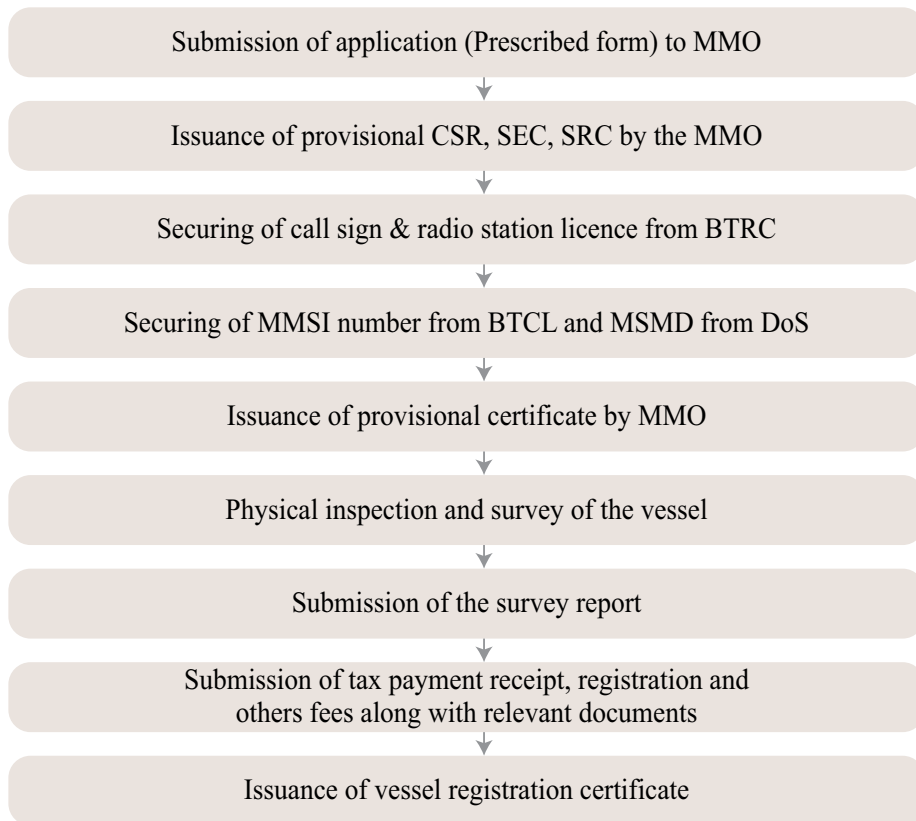 Submission of application (Prescribed form) to MMO
Issuance of provisional CSR, SEC, SRC by the MMO
Securing of call sign & radio station licence from BTRC
Securing of MMSI number from BTCL and MSMD from DoS
Issuance of provisional certificate by MMO
Physical inspection and survey of the vessel
Submission of the survey report
Submission of tax payment receipt, registration and
others fees along with relevant documents
Issuance of vessel registration certificate